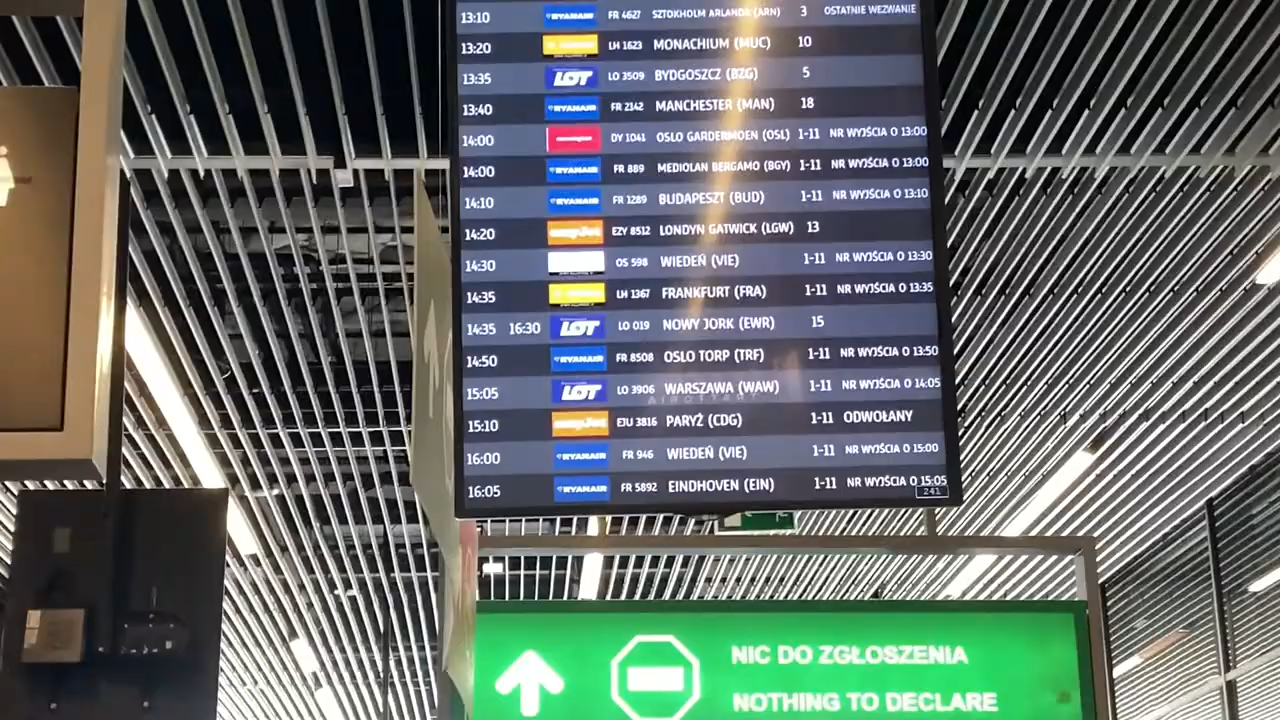 13:10 RYANAIR FR 4627 SZTOKHOLM ARLANDA (ARN) 3 OSTATNIE WEZWANIE
13:20 LH 1623 MONACHIUM (MUC) 10
13:35 LOT LO 3509 BYDGOSZCZ (BZG) 5
13:40 RYANAIR FR 2142 MANCHESTER (MAN) 18
14:00 norwegian DY 1041 OSLO GARDERMOEN (OSL) 1-11 NR WYJŚCIA O 13:00
14:00 RYANAIR FR 889 MEDIOLAN BERGAMO (BGY) 1-11 NR WYJŚCIA O 13:00
14:10 RYANAIR FR 1289 BUDAPESZT (BUD) 1-11 NR WYJŚCIA O 13:10
14:20 easyJet EZY 8512 LONDYN GATWICK (LGW) 13
14:30 OS 598 WIEDEŃ (VIE) 1-11 NR WYJŚCIA O 13:30
14:35 LH 1367 FRANKFURT (FRA) 1-11 NR WYJŚCIA O 13:35
14:35 16:30 LOT LO 019 NOWY JORK (EWR) 15
14:50 RYANAIR FR 8508 OSLO TORP (TRF) 1-11 NR WYJŚCIA O 13:50
15:05 LOT LO 3906 WARSZAWA (WAW) 1-11 NR WYJŚCIA O 14:05
15:10 easyJet EJU 3816 PARYŻ (CDG) 1-11 ODWOŁANY
16:00 RYANAIR FR 946 WIEDEŃ (VIE) 1-11 NR WYJŚCIA O 15:00
16:05 RYANAIR FR 5892 EINDHOVEN (EIN) 1-11 NR WYJŚCIA O 15:05
241
NIC DO ZGŁOSZENIA
NOTHING TO DECLARE